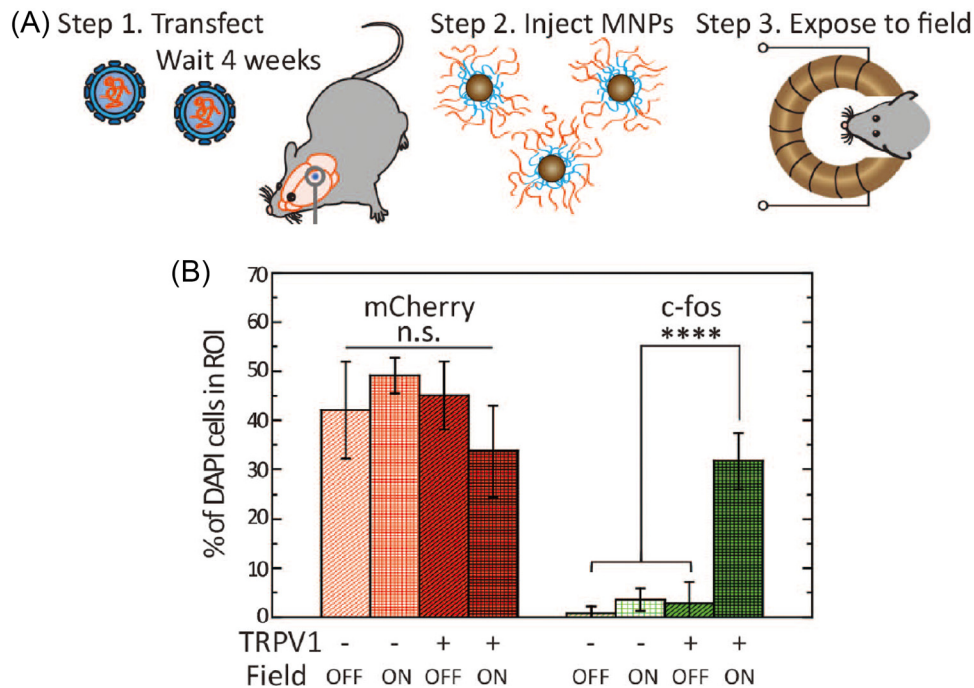 (A) Step 1. Transfect
Wait 4 weeks
Step 2. Inject MNPs
Step 3. Expose to field
(B)
% of DAPI cells in ROI
70
60
50
40
30
20
10
0
mCherry
n.s.
c-fos
****
TRPV1 - - + + - - + +
Field OFF ON OFF ON OFF ON OFF ON